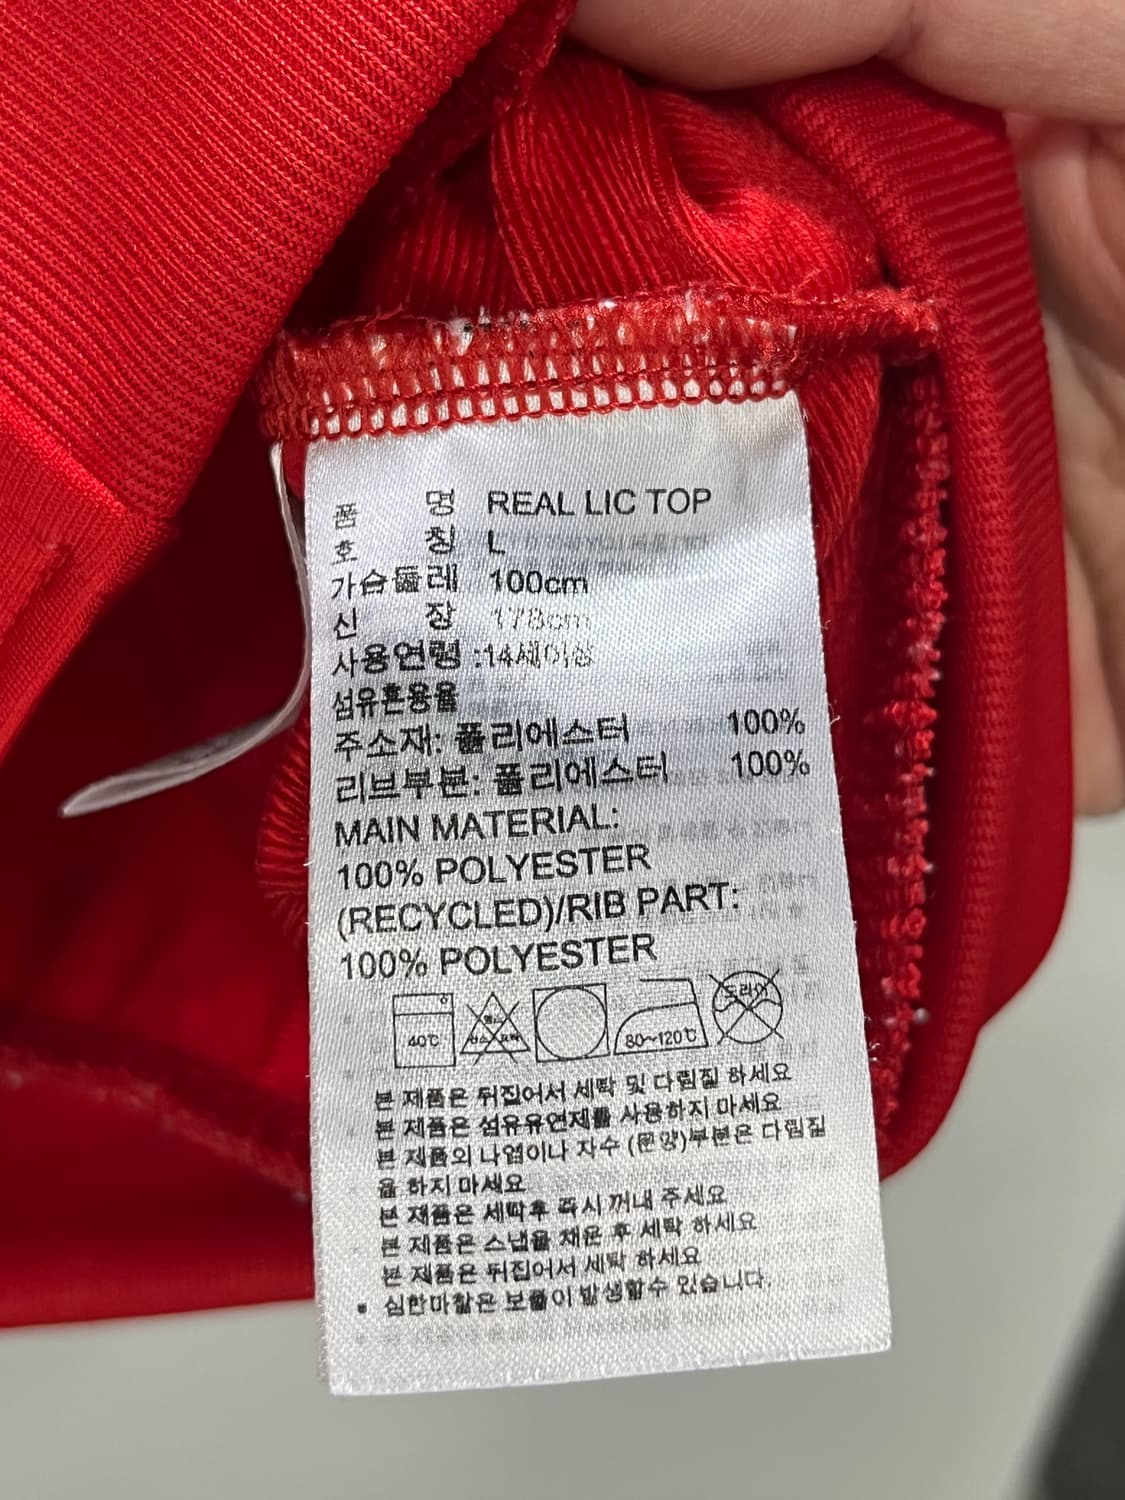 품 명 REAL LIC TOP
호 칭 L
가슴둘레 100cm
신 장 178cm
사용연령 :14세이상
섬유혼용율
주소재: 폴리에스터 100%
리브부분: 폴리에스터 100%
MAIN MATERIAL:
100% POLYESTER
(RECYCLED)/RIB PART:
100% POLYESTER
40℃ 80~120℃ 드라이
본 제품은 뒤집어서 세탁 및 다림질 하세요
본 제품은 섬유유연제를 사용하지 마세요
본 제품의 나염이나 자수 (문양)부분은 다림질
을 하지 마세요
본 제품은 세탁후 즉시 꺼내 주세요
본 제품은 스냅을 채운 후 세탁 하세요
본 제품은 뒤집어서 세탁 하세요
▪ 심한마찰은 보풀이 발생할수 있습니다.